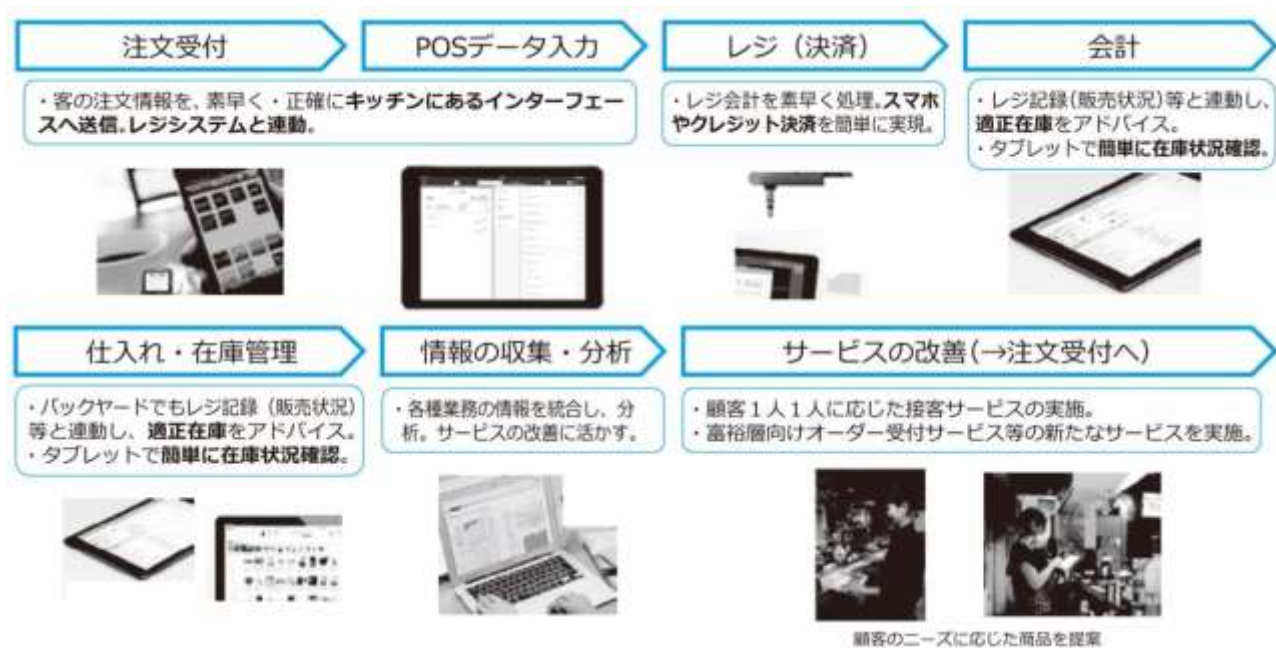 注文受付
POSデータ入力
レジ（決済）
会計
・客の注文情報を、素早く・正確にキッチンにあるインターフェー
スへ送信。レジシステムと連動。
・レジ会計を素早く処理。スマホ
やクレジット決済を簡単に実現。
・レジ記録（販売状況）等と連動し、
適正在庫をアドバイス。
・タブレットで簡単に在庫状況確認。
仕入れ・在庫管理
情報の収集・分析
サービスの改善（→注文受付へ）
・バックヤードでもレジ記録（販売状況）
等と連動し、適正在庫をアドバイス。
・タブレットで簡単に在庫状況確認。
・各種業務の情報を統合し、分
析。サービスの改善に活かす。
・顧客１人１人に応じた接客サービスの実施。
・富裕層向けオーダー受付サービス等の新たなサービスを実施。
顧客のニーズに応じた商品を提案